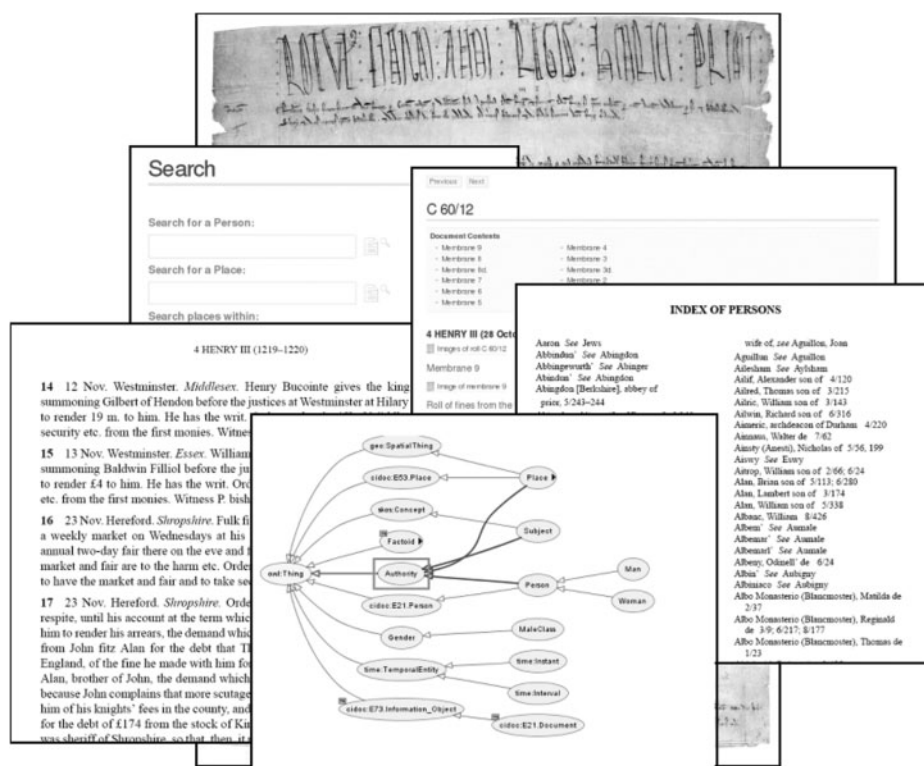 Search
Search for a Person:
Search for a Place:
Search places within:
Previous Next
C 60/12
Document Contents
Membrane 9
Membrane 8
Membrane 8d.
Membrane 7
Membrane 6
Membrane 5
Membrane 4
Membrane 3
Membrane 3d.
Membrane 2
4 HENRY III (28 Octo
Images of roll C 60/12
Membrane 9
Image of membrane 9
Roll of fines from the
INDEX OF PERSONS
Aaron See Jews
Abbindun' See Abingdon
Abbingewurth' See Abinger
Abindon' See Abingdon
Abingdon [Berkshire], abbey of
prior, 5/243–244
wife of, see Aguillon, Joan
Aguillun See Aguillon
Ailesham See Aylsham
Ailif, Alexander son of 4/120
Ailred, Thomas son of 3/215
Ailric, William son of 3/143
Ailwin, Richard son of 6/316
Aimeric, archdeacon of Durham 4/220
Ainnaus, Walter de 7/62
Ainsty (Anesti), Nicholas of 5/56, 199
Aiswy See Eswy
Aitrop, William son of 2/66; 6/24
Alan, Brian son of 5/113; 6/280
Alan, Lambert son of 3/174
Alan, William son of 5/338
Albanc, William 8/426
Albem' See Aumale
Albemar' See Aumale
Albemarl' See Aumale
Albeny, Odinell' de 6/24
Albin' See Aubigny
Albiniaco See Aubigny
Albo Monasterio (Blancmoster), Matilda de
2/37
Albo Monasterio (Blancmoster), Reginald
de 3/9; 6/217; 8/177
Albo Monasterio (Blancmoster), Thomas de
1/23
4 HENRY III (1219–1220)
14 12 Nov. Westminster. Middlesex. Henry Bucointe gives the king
summoning Gilbert of Hendon before the justices at Westminster at Hilary
to render 19 m. to him. He has the writ.
security etc. from the first monies. Witnes
15 13 Nov. Westminster. Essex. William
summoning Baldwin Filliol before the ju
to render £4 to him. He has the writ. Ord
etc. from the first monies. Witness P. bish
16 23 Nov. Hereford. Shropshire. Fulk fi
a weekly market on Wednesdays at his
annual two-day fair there on the eve and f
market and fair are to the harm etc. Orde
to have the market and fair and to take sec
17 23 Nov. Hereford. Shropshire. Orde
respite, until his account at the term whic
him to render his arrears, the demand whic
from John fitz Alan for the debt that Th
England, of the fine he made with him fo
Alan, brother of John, the demand which
because John complains that more scutage
him of his knights' fees in the county, and
for the debt of £174 from the stock of Kin
was sheriff of Shropshire, so that, then, it
geo:SpatialThing
cidoc:E53.Place
Place
skos:Concept
Subject
Factoid
owl:Thing
Authority
Man
Person
cidoc:E21.Person
Woman
Gender
MaleClass
time:TemporalEntity
time:Instant
time:Interval
cidoc:E73.Information_Object
cidoc:E21.Document